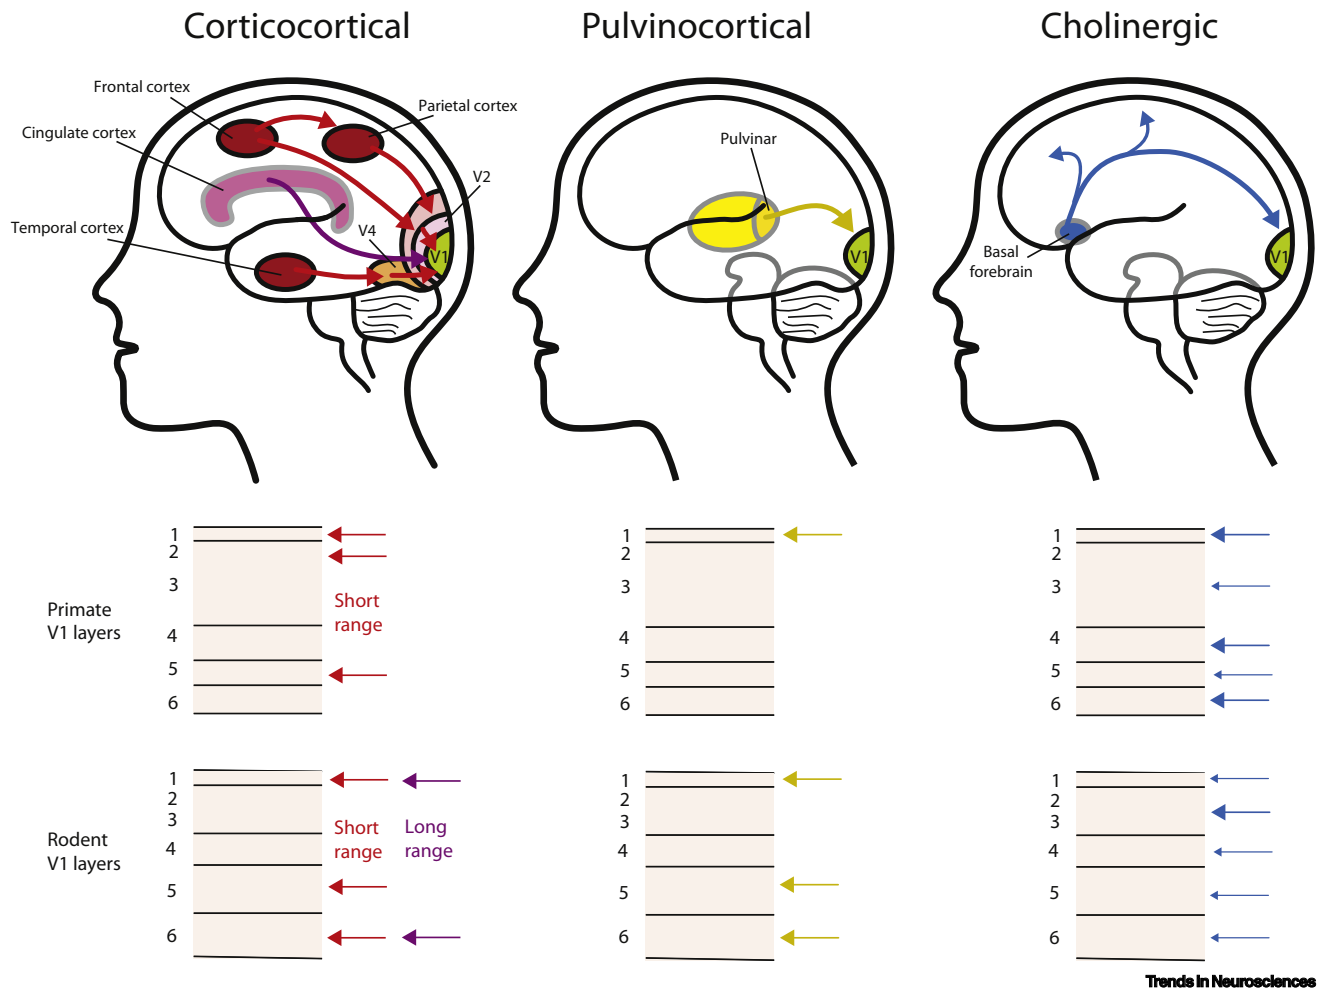 Corticocortical
Pulvinocortical
Cholinergic
Frontal cortex
Parietal cortex
Cingulate cortex
V2
Temporal cortex
V4
V1
Pulvinar
V1
Basal
forebrain
V1
Primate
V1 layers
1
2
3
4
5
6
Short
range
1
2
3
4
5
6
1
2
3
4
5
6
Rodent
V1 layers
1
2
3
4
5
6
Short
range
Long
range
1
2
3
4
5
6
1
2
3
4
5
6
Trends in Neurosciences